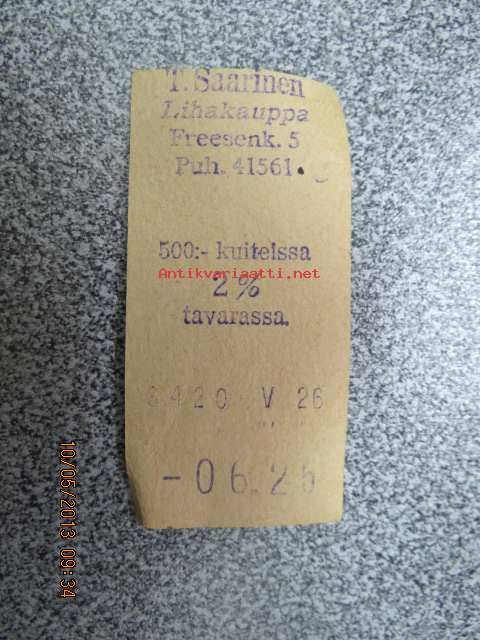 T. Saarinen
Lihakauppa
Freesenk. 5
Puh. 41561.
500:- kuiteissa
Antikvariaatti.net
2 %
tavarassa.
3420 V 26
-06.25
10/05/2013 09:34